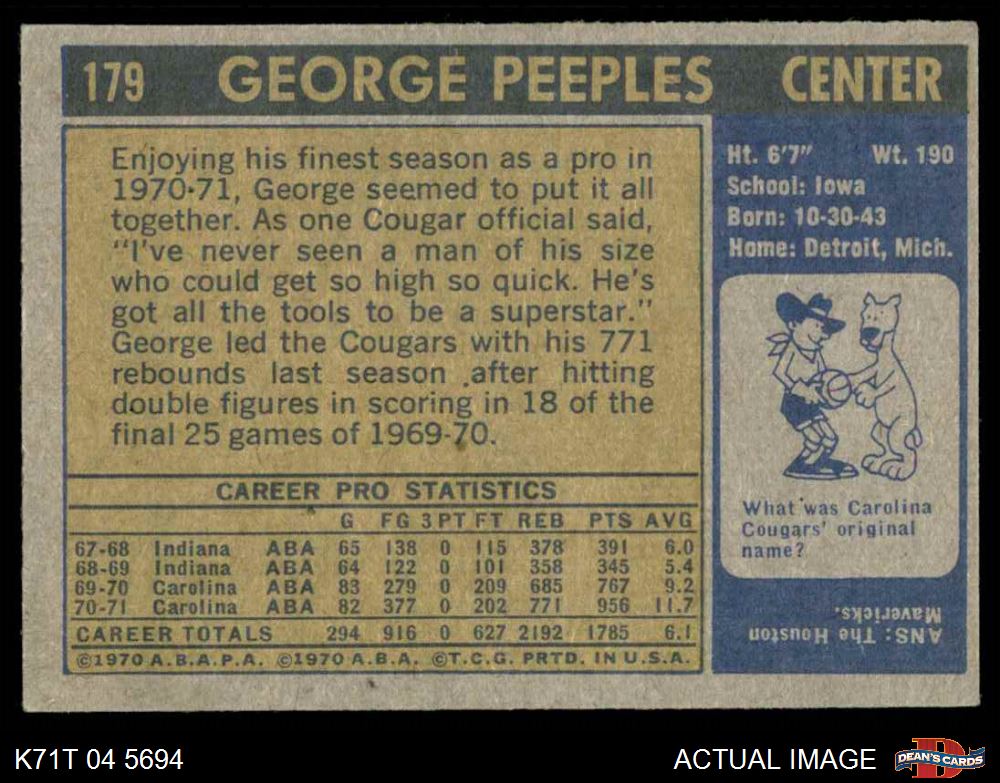 179 GEORGE PEEPLES CENTER
Enjoying his finest season as a pro in
1970-71, George seemed to put it all
together. As one Cougar official said,
"I've never seen a man of his size
who could get so high so quick. He's
got all the tools to be a superstar."
George led the Cougars with his 771
rebounds last season after hitting
double figures in scoring in 18 of the
final 25 games of 1969-70.
Ht. 6'7" Wt. 190
School: Iowa
Born: 10-30-43
Home: Detroit, Mich.
What was Carolina
Cougars' original
name?
ANS: The Houston
Mavericks.
CAREER PRO STATISTICS
G FG 3PT FT REB PTS AVG
67-68 Indiana ABA 65 138 0 115 378 391 6.0
68-69 Indiana ABA 64 122 0 101 358 345 5.4
69-70 Carolina ABA 83 279 0 209 685 767 9.2
70-71 Carolina ABA 82 377 0 202 771 956 11.7
CAREER TOTALS 294 916 0 627 2192 1785 6.1
©1970 A.B.A.P.A. ©1970 A.B.A. ©T.C.G. PRTD. IN U.S.A.
K71T 04 5694 ACTUAL IMAGE DEAN'S CARDS